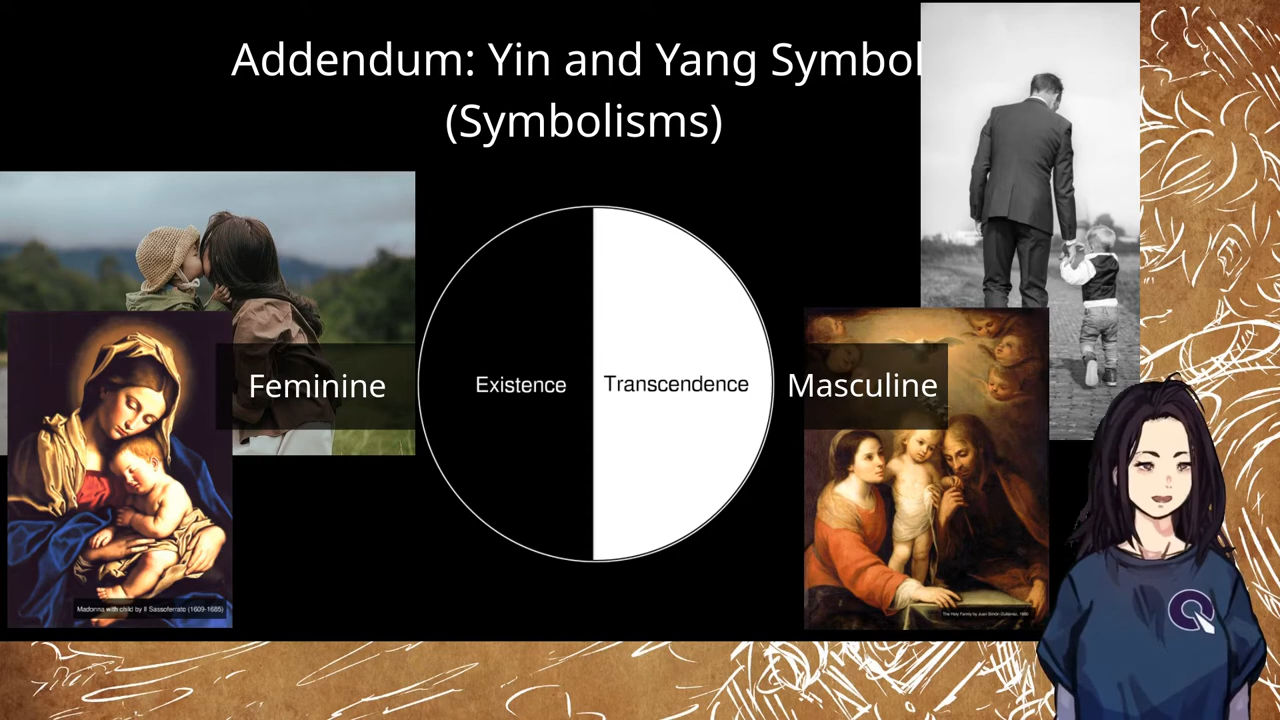 Addendum: Yin and Yang Symbol
(Symbolisms)
Feminine
Existence
Transcendence
Masculine
Madonna with child by Il Sassoferrato (1609-1685)